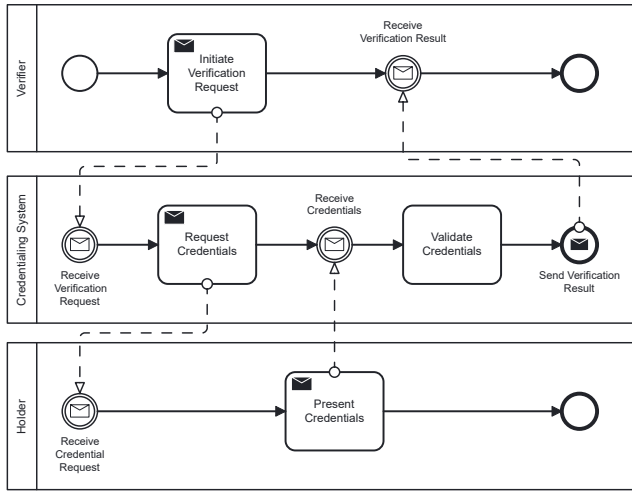 Verifier
Initiate
Verification
Request
Receive
Verification Result
Credentialing System
Receive
Verification
Request
Request
Credentials
Receive
Credentials
Validate
Credentials
Send Verification
Result
Holder
Receive
Credential
Request
Present
Credentials